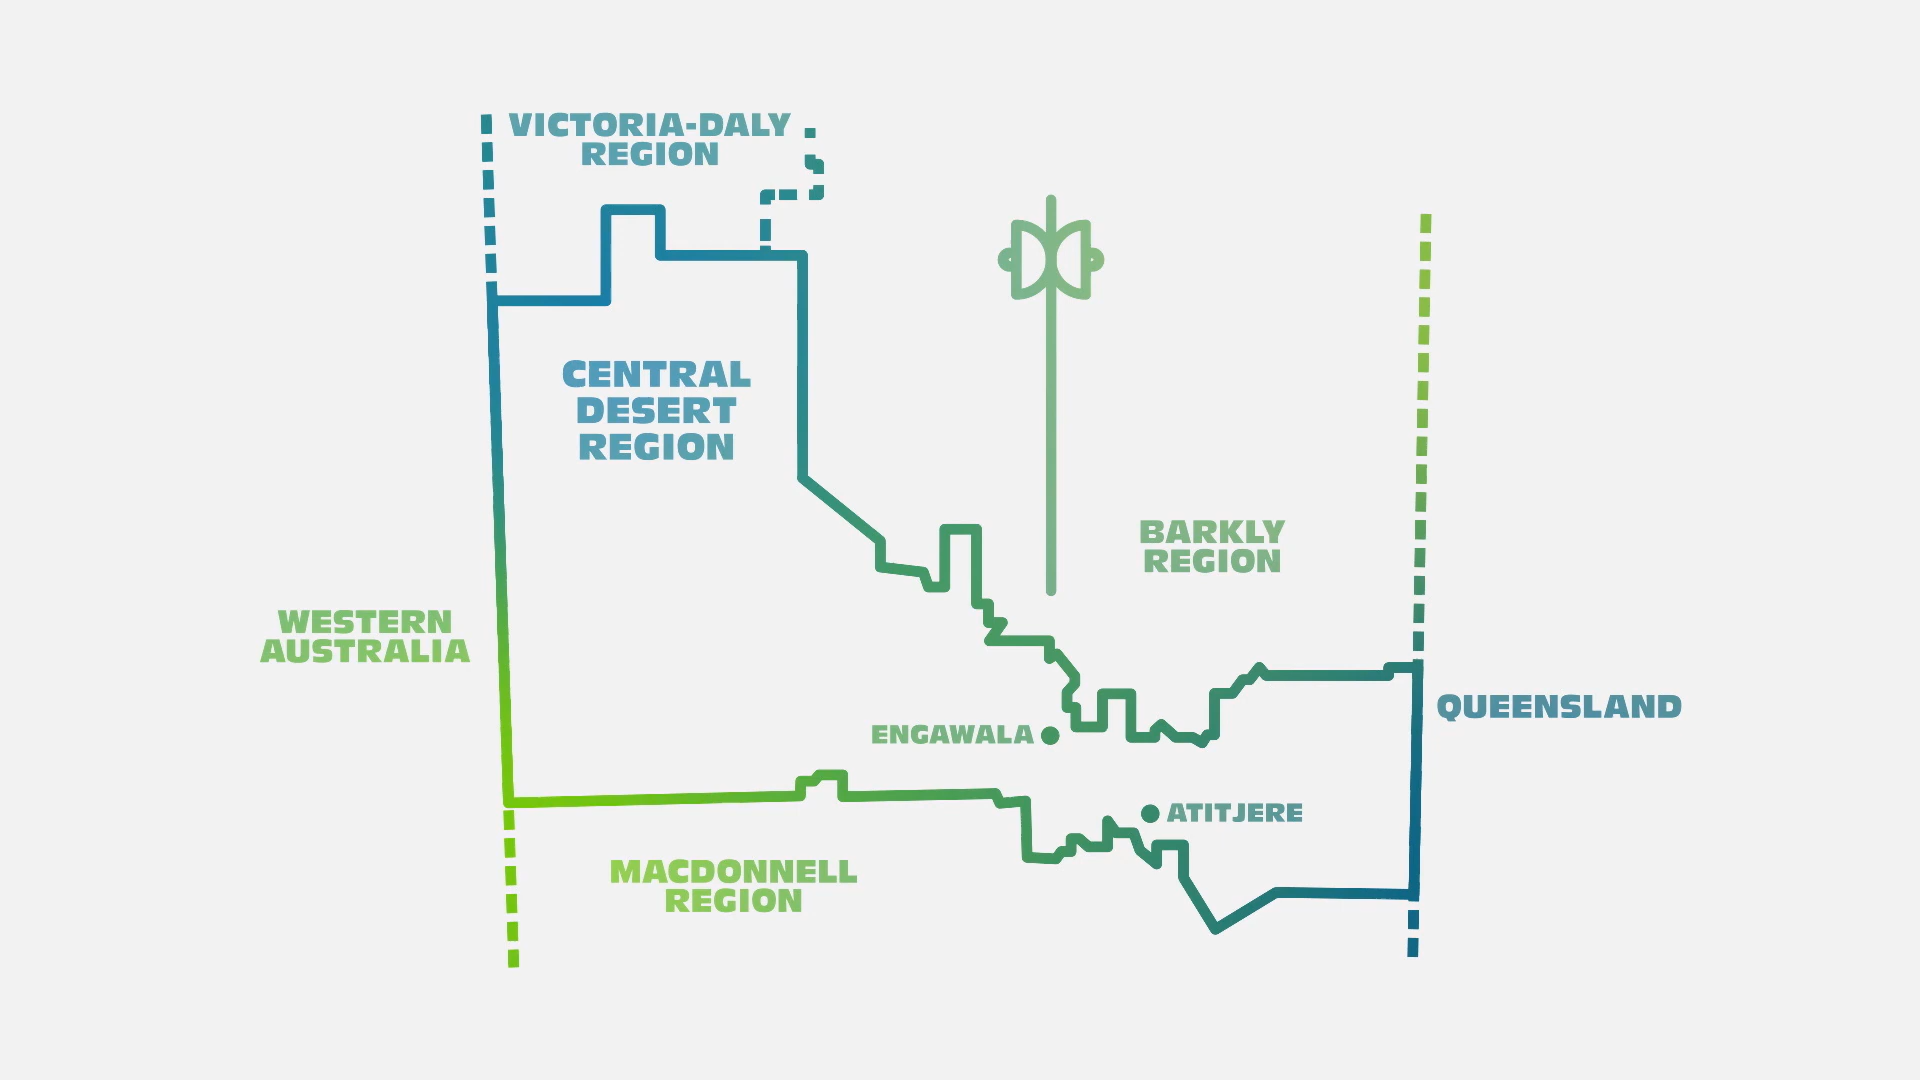 VICTORIA-DALY
REGION
CENTRAL
DESERT
REGION
BARKLY
REGION
WESTERN
AUSTRALIA
QUEENSLAND
ENGAWALA
ATITJERE
MACDONNELL
REGION